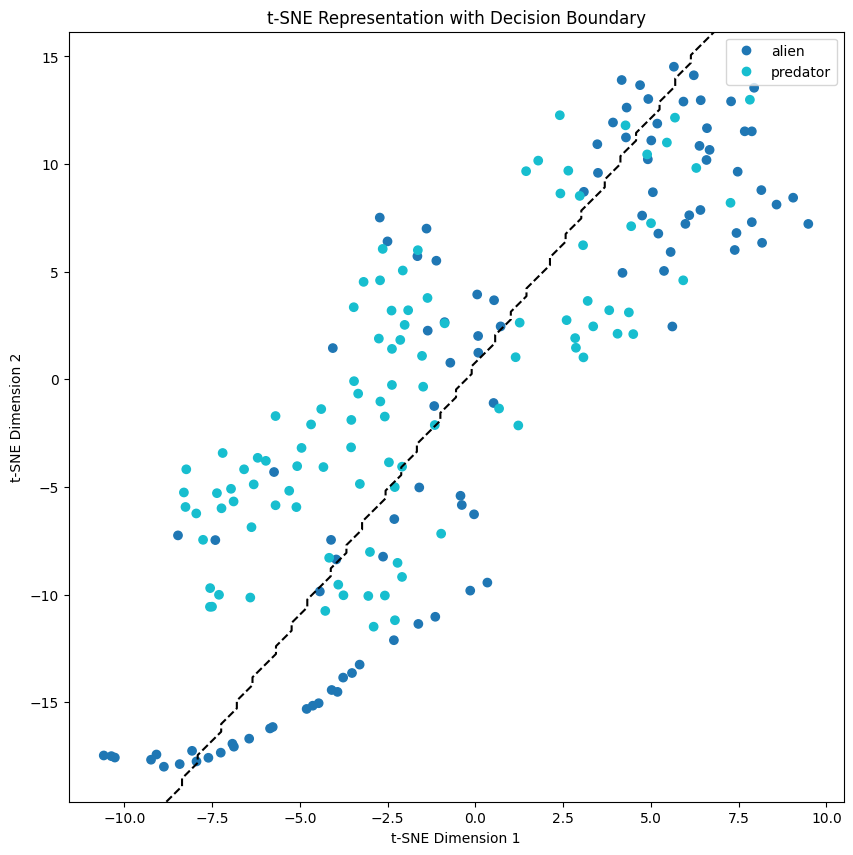 t-SNE Representation with Decision Boundary
alien
predator
15
10
5
0
−5
−10
−15
t-SNE Dimension 2
−10.0 −7.5 −5.0 −2.5 0.0 2.5 5.0 7.5 10.0
t-SNE Dimension 1